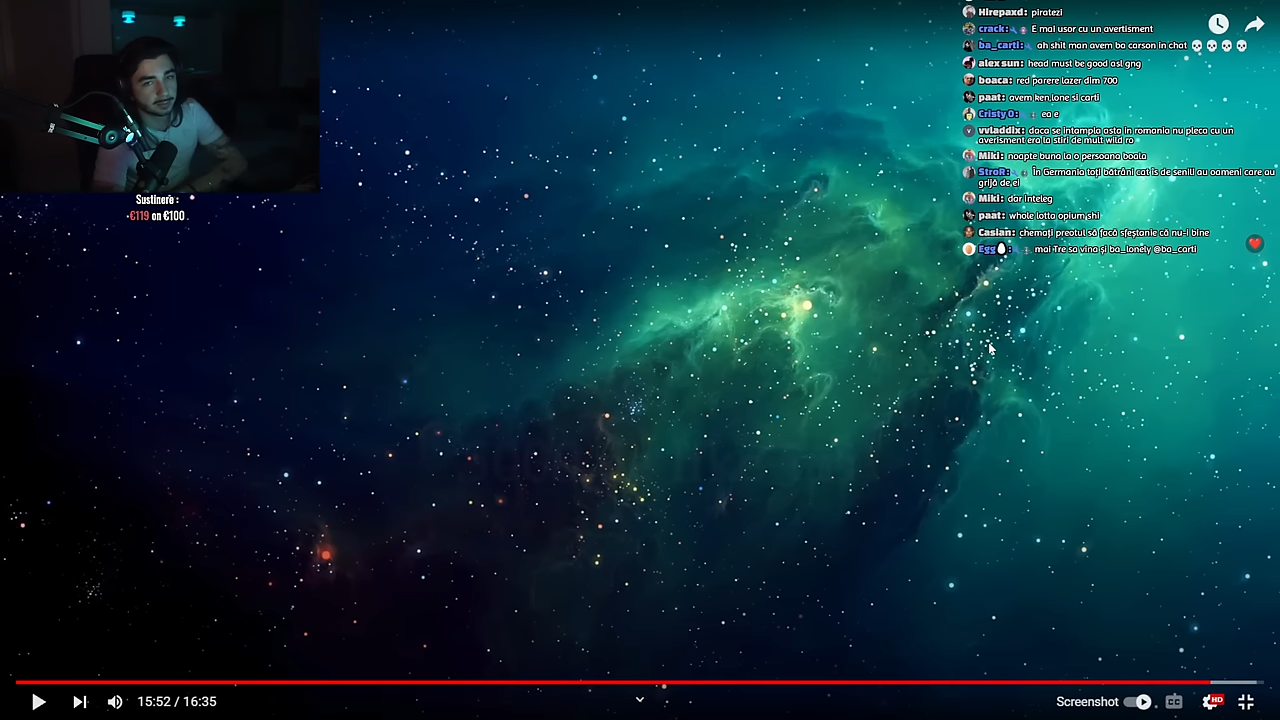 Hirepaxd: piratezi
crack: E mai usor cu un avertisment
ba_carti: ah shit man avem ba carson in chat 💀 💀 💀 💀
alex sun: head must be good asl gng
boaca: red parere lazer dim 700
paat: avem ken,lone si carti
Cristy0: ea e
vvladdix: daca se intampla asta in romania nu pleca cu un
averisment era la stiri de mult wild ro
Miki: noapte buna la o persoana boala
StroR: În Germania toți bătrâni cat îs de senili au oameni care au
grijă de,ei
Miki: dar inteleg
paat: whole lotta opium,shi
Casian: chemați preotul să facă sfeștanie că nu-i bine
Egg🥚: mai Tre sa vina și ba_lonely @ba_carti
Sustinere :
€119 on €100
15:52 / 16:35
Screenshot
CC
HD